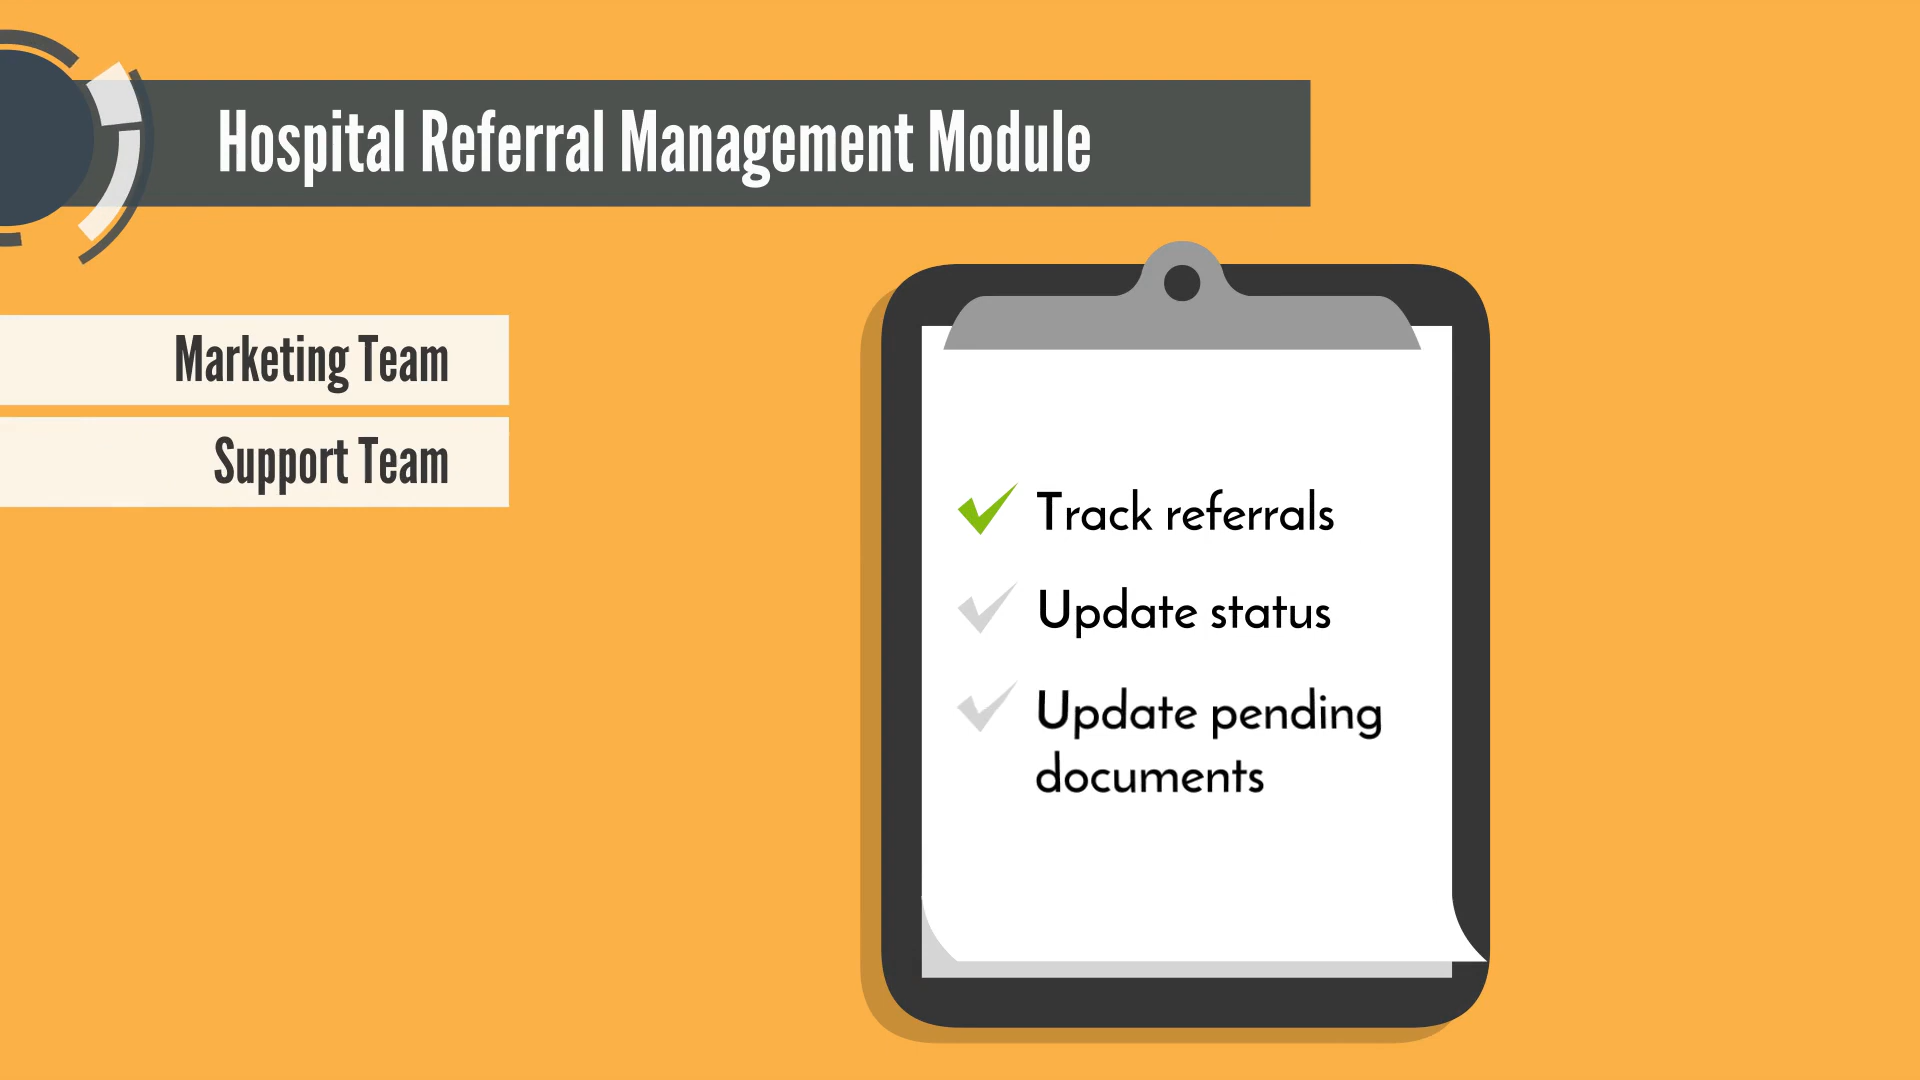 Hospital Referral Management Module
Marketing Team
Support Team
Track referrals
Update status
Update pending
documents